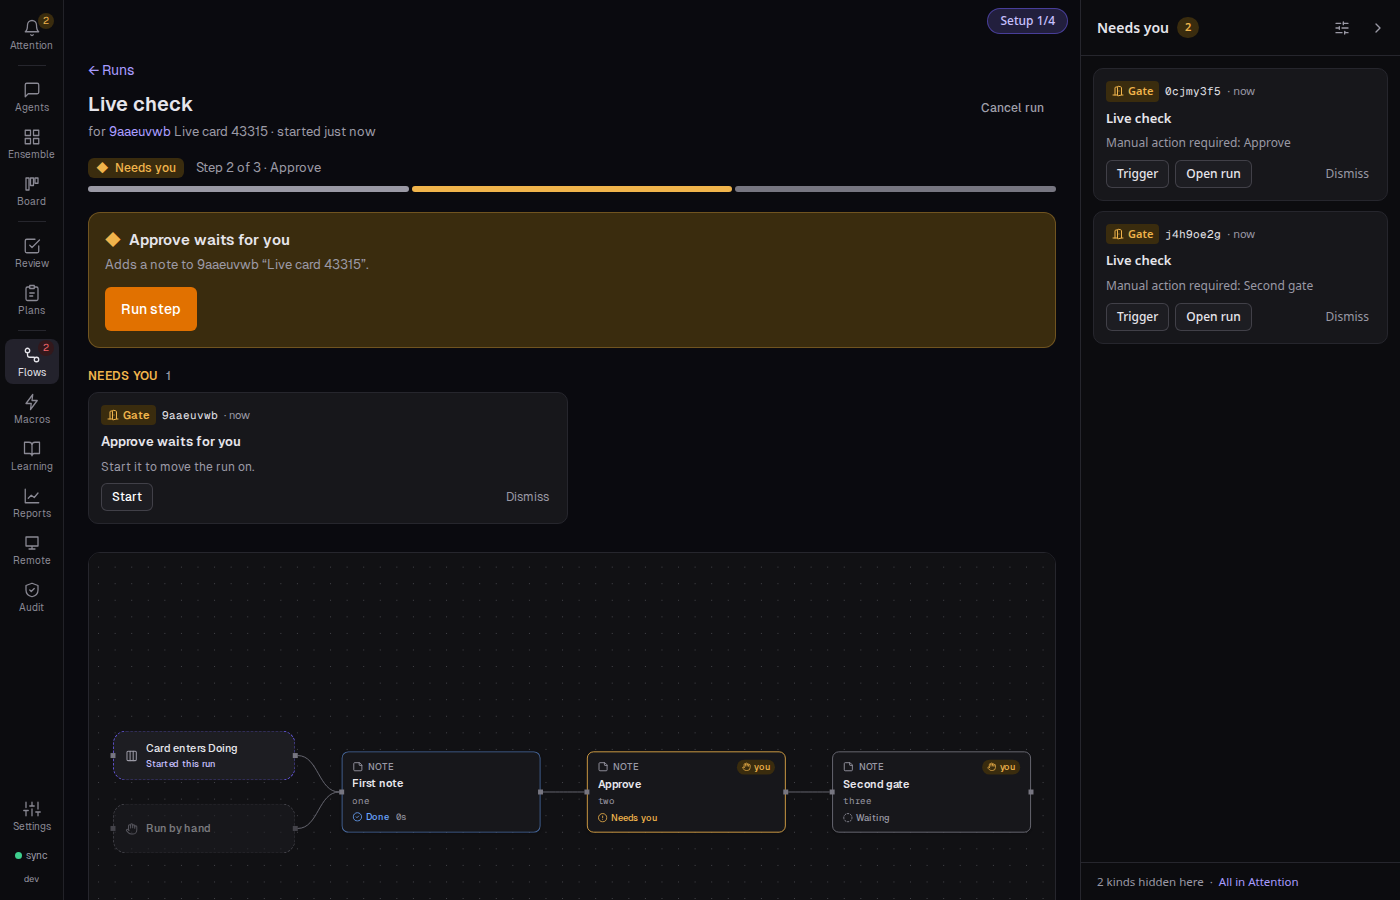 2
Attention
Agents
Ensemble
Board
Review
Plans
2
Flows
Macros
Learning
Reports
Remote
Audit
Settings
sync
dev
Setup 1/4
← Runs
Live check
Cancel run
for 9aaeuvwb Live card 43315 · started just now
Needs you Step 2 of 3 · Approve
Approve waits for you
Adds a note to 9aaeuvwb “Live card 43315”.
Run step
NEEDS YOU 1
Gate 9aaeuvwb · now
Approve waits for you
Start it to move the run on.
Start Dismiss
Card enters Doing
Started this run
Run by hand
NOTE
First note
one
Done 0s
NOTE you
Approve
two
Needs you
NOTE you
Second gate
three
Waiting
Needs you 2
Gate 0cjmy3f5 · now
Live check
Manual action required: Approve
Trigger Open run Dismiss
Gate j4h9oe2g · now
Live check
Manual action required: Second gate
Trigger Open run Dismiss
2 kinds hidden here · All in Attention